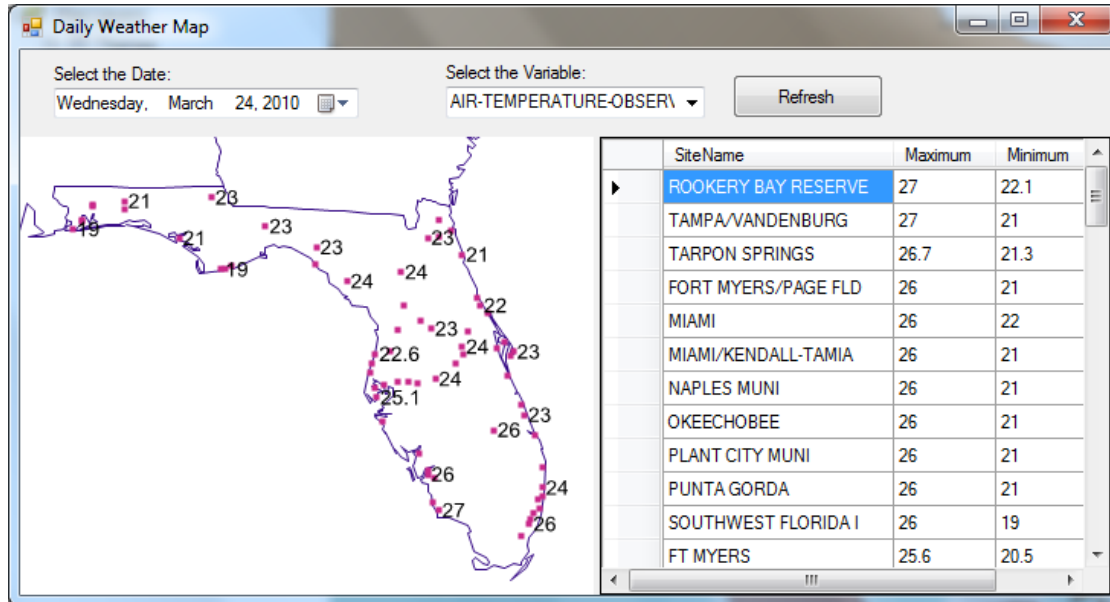 Daily Weather Map
Select the Date:
Select the Variable:
Wednesday, March 24, 2010
AIR-TEMPERATURE-OBSER\
Refresh
21
23
19
21
23
23
23
21
19
24
24
22
23
24
23
22.6
24
25.1
23
26
26
24
27
26
SiteName Maximum Minimum
ROOKERY BAY RESERVE 27 22.1
TAMPA/VANDENBURG 27 21
TARPON SPRINGS 26.7 21.3
FORT MYERS/PAGE FLD 26 21
MIAMI 26 22
MIAMI/KENDALL-TAMIA 26 21
NAPLES MUNI 26 21
OKEECHOBEE 26 21
PLANT CITY MUNI 26 21
PUNTA GORDA 26 21
SOUTHWEST FLORIDA I 26 19
FT MYERS 25.6 20.5